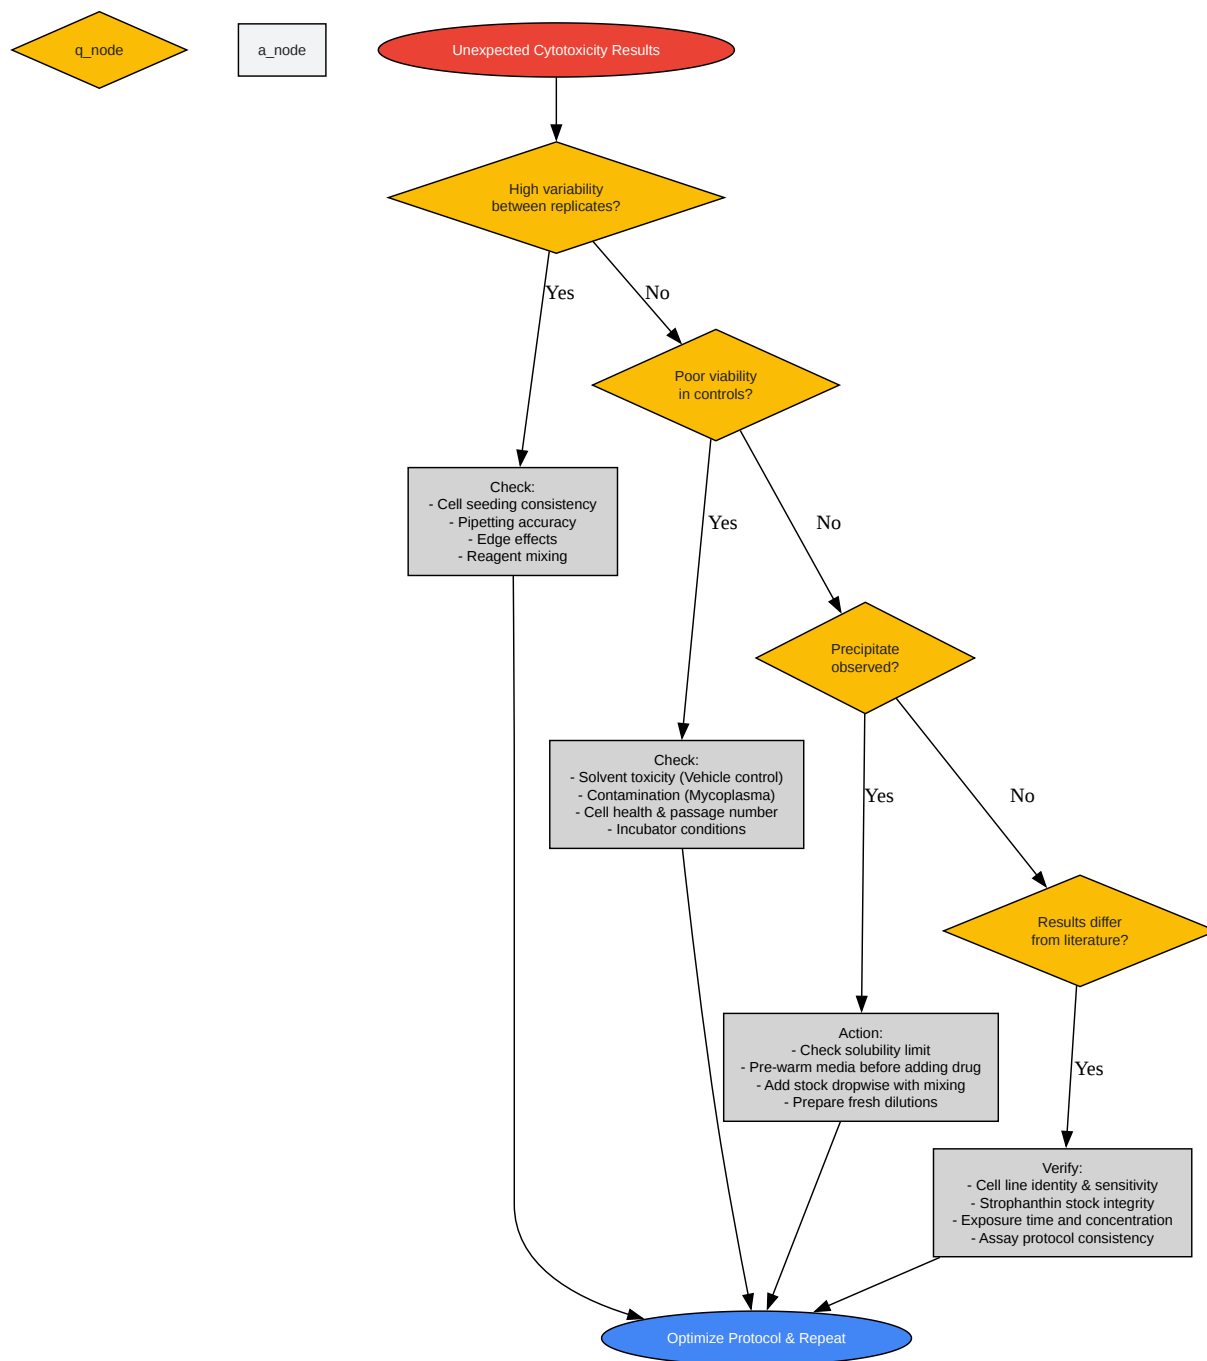 q_node
a_node
Unexpected Cytotoxicity Results
High variability
between replicates?
Yes
No
Poor viability
in controls?
Check:
- Cell seeding consistency
- Pipetting accuracy
- Edge effects
- Reagent mixing
Yes
No
Precipitate
observed?
Check:
- Solvent toxicity (Vehicle control)
- Contamination (Mycoplasma)
- Cell health & passage number
- Incubator conditions
Yes
No
Results differ
from literature?
Action:
- Check solubility limit
- Pre-warm media before adding drug
- Add stock dropwise with mixing
- Prepare fresh dilutions
Yes
Verify:
- Cell line identity & sensitivity
- Strophanthin stock integrity
- Exposure time and concentration
- Assay protocol consistency
Optimize Protocol & Repeat